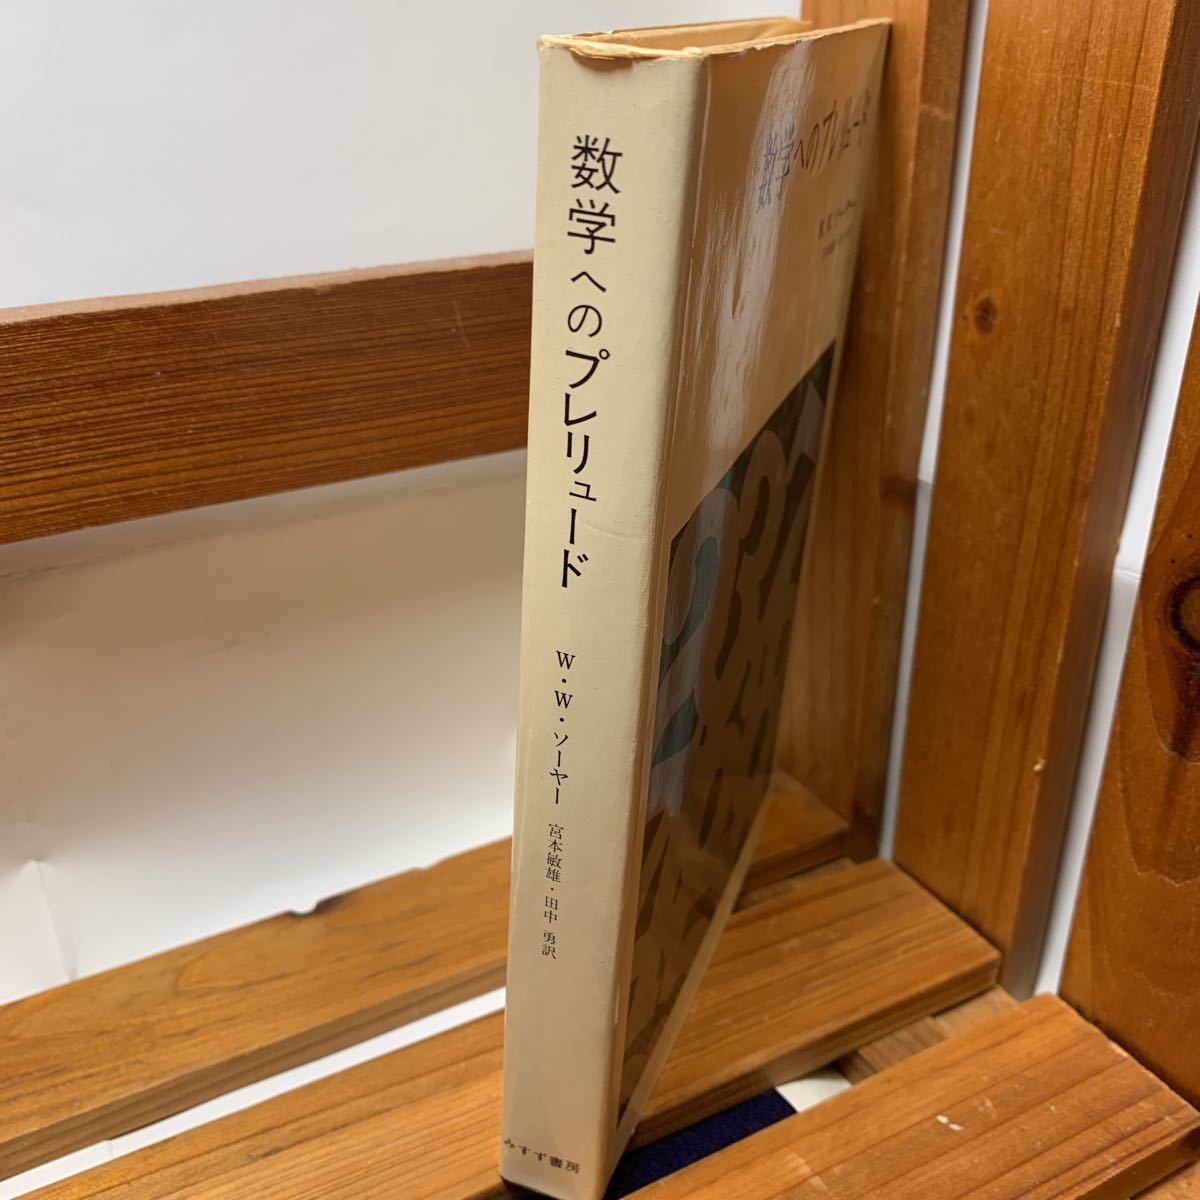 数学へのプレリュード
W・W・ソーヤー
宮本敏雄・田中 勇訳
みすず書房
数学へのプレリュード